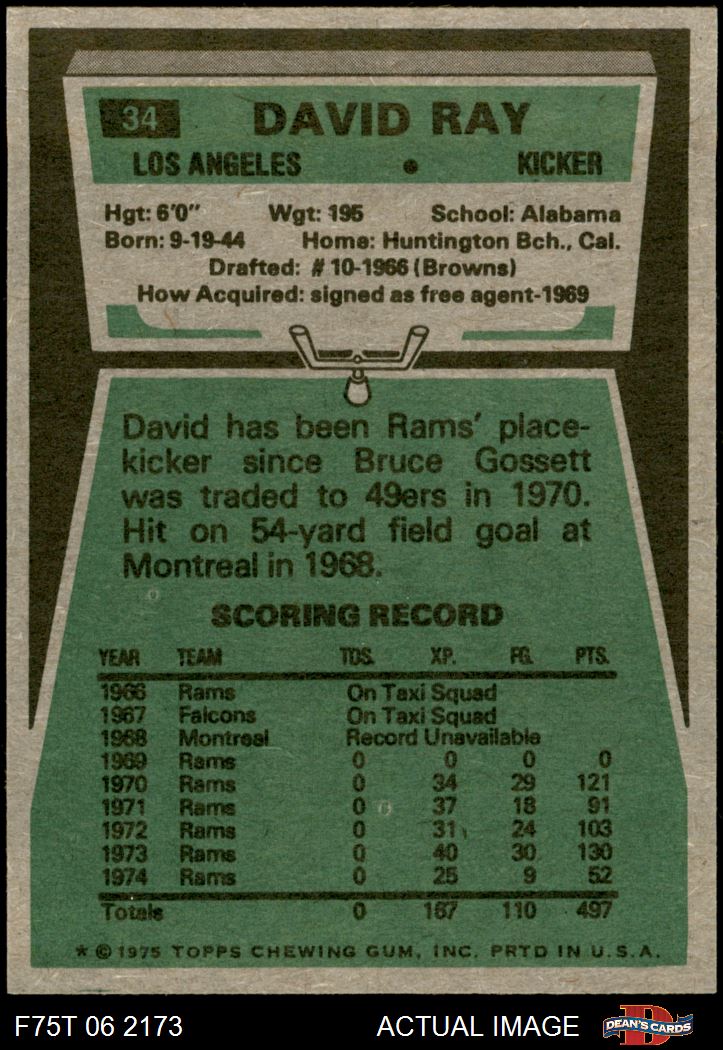 34 DAVID RAY
LOS ANGELES • KICKER
Hgt: 6'0" Wgt: 195 School: Alabama
Born: 9-19-44 Home: Huntington Bch., Cal.
Drafted: # 10-1966 (Browns)
How Acquired: signed as free agent-1969
David has been Rams' place-
kicker since Bruce Gossett
was traded to 49ers in 1970.
Hit on 54-yard field goal at
Montreal in 1968.
SCORING RECORD
YEAR TEAM TDS. XP. FG. PTS.
1966 Rams On Taxi Squad
1967 Falcons On Taxi Squad
1968 Montreal Record Unavailable
1969 Rams 0 0 0 0
1970 Rams 0 34 29 121
1971 Rams 0 37 18 91
1972 Rams 0 31 24 103
1973 Rams 0 40 30 130
1974 Rams 0 25 9 52
Totals 0 167 110 497
* © 1975 TOPPS CHEWING GUM, INC. PRTD IN U.S.A.
F75T 06 2173 ACTUAL IMAGE DEAN'S CARDS